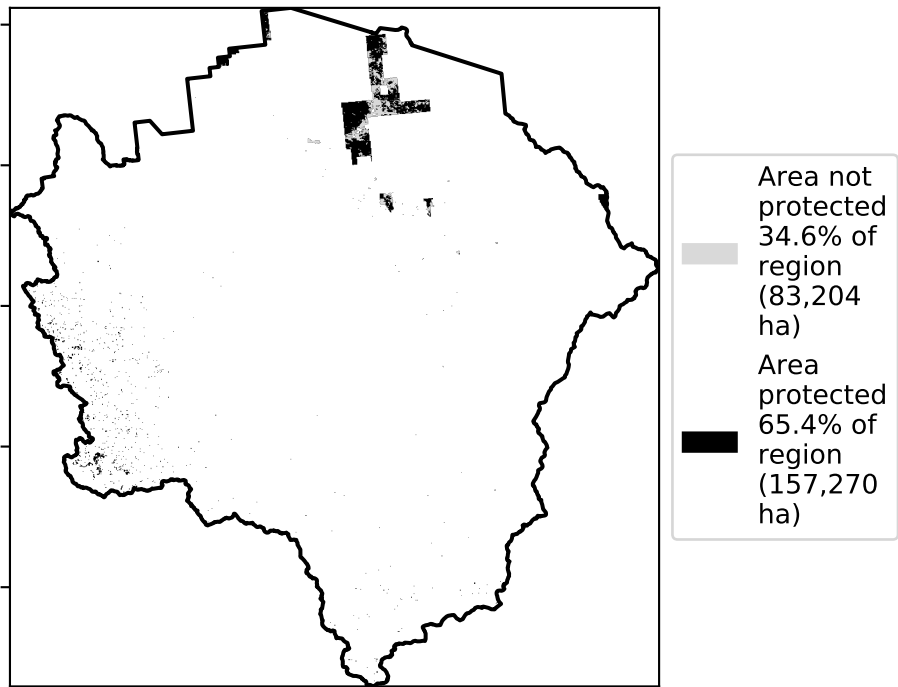 Area not
protected
34.6% of
region
(83,204
ha)
Area
protected
65.4% of
region
(157,270
ha)